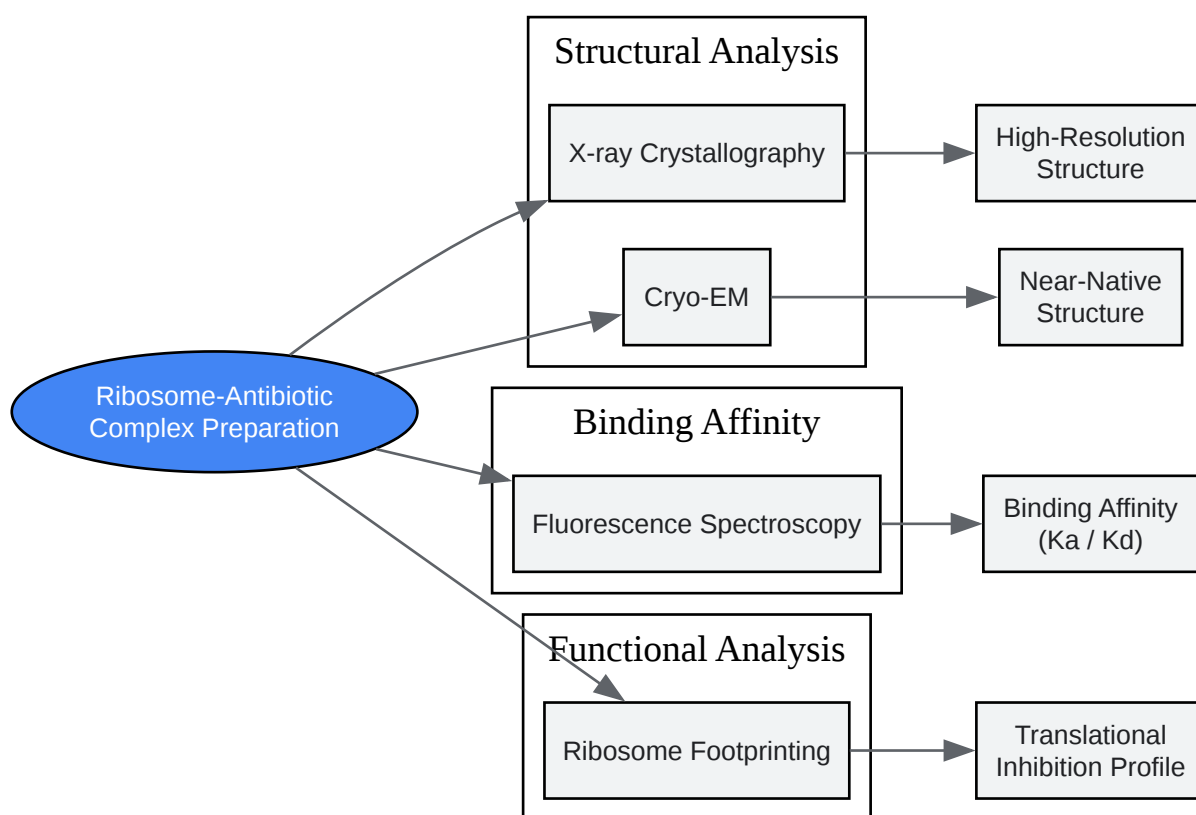 Structural Analysis
X-ray Crystallography
High-Resolution
Structure
Cryo-EM
Near-Native
Structure
Ribosome-Antibiotic
Complex Preparation
Binding Affinity
Fluorescence Spectroscopy
Binding Affinity
(Ka / Kd)
Functional Analysis
Ribosome Footprinting
Translational
Inhibition Profile